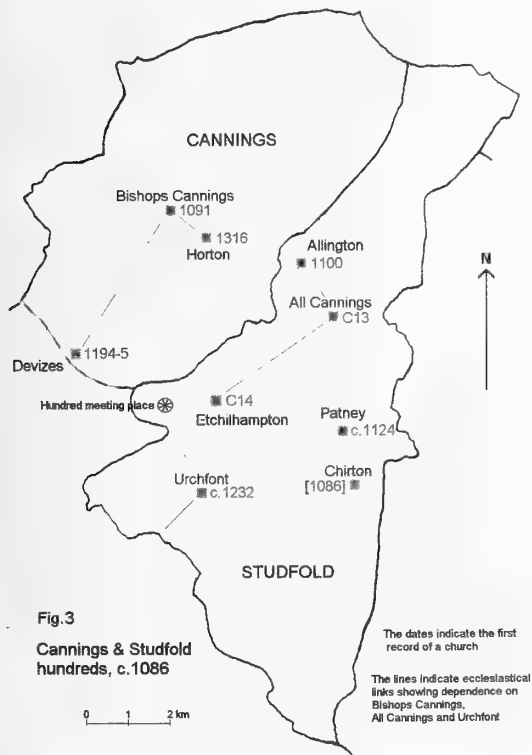 CANNINGS
Bishops Cannings
1091
1316
Horton
Allington
1100
N
All Cannings
C13
1194-5
Devizes
Hundred meeting place
C14
Etchilhampton
Patney
c.1124
Urchfont
c.1232
Chirton
[1086]
STUDFOLD
Fig.3
Cannings & Studfold
hundreds, c.1086
0 1 2 km
The dates indicate the first
record of a church
The lines indicate ecclesiastical
links showing dependence on
Bishops Cannings,
All Cannings and Urchfont